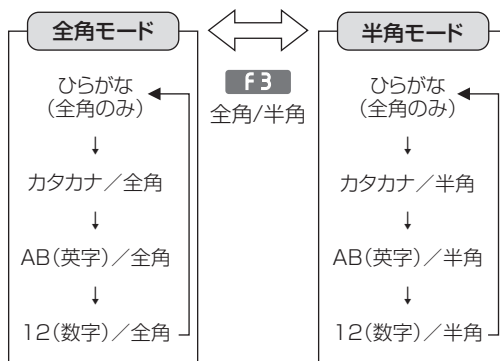 全角モード
ひらがな
(全角のみ)
↓
カタカナ／全角
↓
AB(英字)／全角
↓
12(数字)／全角
F3
全角/半角
半角モード
ひらがな
(全角のみ)
↓
カタカナ／半角
↓
AB(英字)／半角
↓
12(数字)／半角